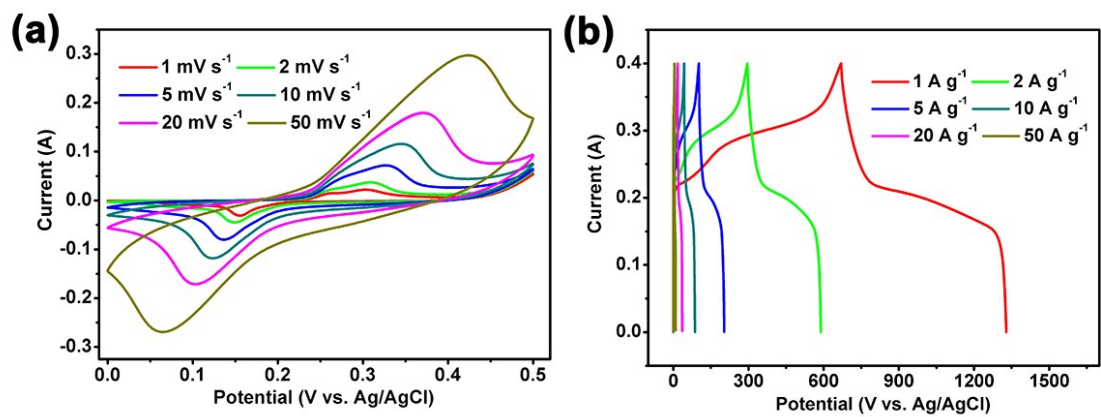 (a)
1 mV s⁻¹ 2 mV s⁻¹
5 mV s⁻¹ 10 mV s⁻¹
20 mV s⁻¹ 50 mV s⁻¹
0.3
0.2
0.1
0.0
-0.1
-0.2
-0.3
Current (A)
0.0 0.1 0.2 0.3 0.4 0.5
Potential (V vs. Ag/AgCl)
(b)
1 A g⁻¹ 2 A g⁻¹
5 A g⁻¹ 10 A g⁻¹
20 A g⁻¹ 50 A g⁻¹
0.4
0.3
0.2
0.1
0.0
Current (A)
0 300 600 900 1200 1500
Potential (V vs. Ag/AgCl)